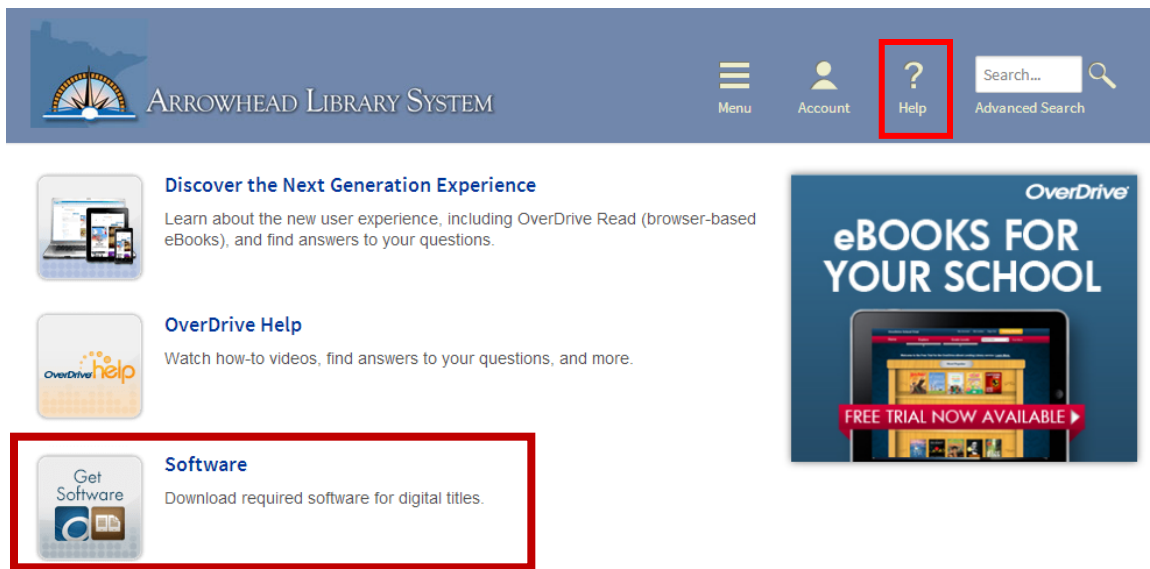 ARROWHEAD LIBRARY SYSTEM
Menu
Account
?
Help
Search...
Advanced Search
Discover the Next Generation Experience
Learn about the new user experience, including OverDrive Read (browser-based
eBooks), and find answers to your questions.
OverDrive help
OverDrive Help
Watch how-to videos, find answers to your questions, and more.
Get
Software
Software
Download required software for digital titles.
OverDrive
eBOOKS FOR
YOUR SCHOOL
FREE TRIAL NOW AVAILABLE